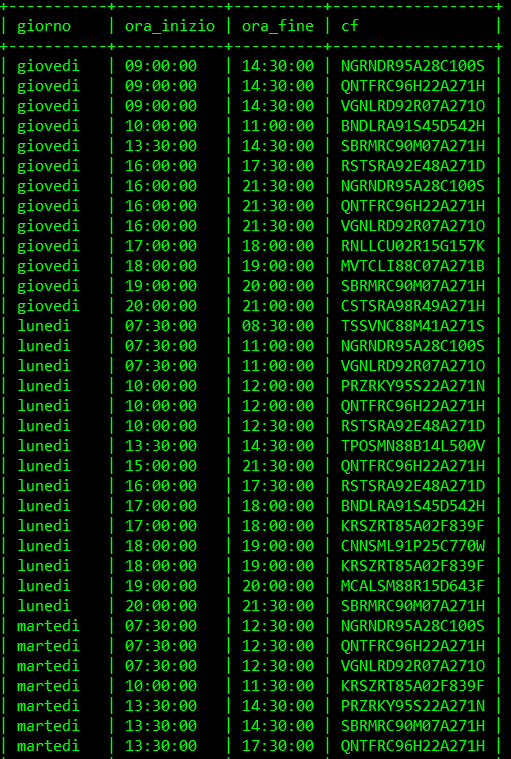 +-----------+------------+----------+------------------+
| giorno | ora_inizio | ora_fine | cf |
+-----------+------------+----------+------------------+
| giovedi | 09:00:00 | 14:30:00 | NGRNDR95A28C100S |
| giovedi | 09:00:00 | 14:30:00 | QNTFRC96H22A271H |
| giovedi | 09:00:00 | 14:30:00 | VGNLRD92R07A271O |
| giovedi | 10:00:00 | 11:00:00 | BNDLRA91S45D542H |
| giovedi | 13:30:00 | 14:30:00 | SBRMRC90M07A271H |
| giovedi | 16:00:00 | 17:30:00 | RSTSRA92E48A271D |
| giovedi | 16:00:00 | 21:30:00 | NGRNDR95A28C100S |
| giovedi | 16:00:00 | 21:30:00 | QNTFRC96H22A271H |
| giovedi | 16:00:00 | 21:30:00 | VGNLRD92R07A271O |
| giovedi | 17:00:00 | 18:00:00 | RNLLCU02R15G157K |
| giovedi | 18:00:00 | 19:00:00 | MVTCLI88C07A271B |
| giovedi | 19:00:00 | 20:00:00 | SBRMRC90M07A271H |
| giovedi | 20:00:00 | 21:00:00 | CSTSRA98R49A271H |
| lunedi | 07:30:00 | 08:30:00 | TSSVNC88M41A271S |
| lunedi | 07:30:00 | 11:00:00 | NGRNDR95A28C100S |
| lunedi | 07:30:00 | 11:00:00 | VGNLRD92R07A271O |
| lunedi | 10:00:00 | 12:00:00 | PRZRKY95S22A271N |
| lunedi | 10:00:00 | 12:00:00 | QNTFRC96H22A271H |
| lunedi | 10:00:00 | 12:30:00 | RSTSRA92E48A271D |
| lunedi | 13:30:00 | 14:30:00 | TPOSMN88B14L500V |
| lunedi | 15:00:00 | 21:30:00 | QNTFRC96H22A271H |
| lunedi | 16:00:00 | 17:30:00 | RSTSRA92E48A271D |
| lunedi | 17:00:00 | 18:00:00 | BNDLRA91S45D542H |
| lunedi | 17:00:00 | 18:00:00 | KRSZRT85A02F839F |
| lunedi | 18:00:00 | 19:00:00 | CNNSML91P25C770W |
| lunedi | 18:00:00 | 19:00:00 | KRSZRT85A02F839F |
| lunedi | 19:00:00 | 20:00:00 | MCALSM88R15D643F |
| lunedi | 20:00:00 | 21:30:00 | SBRMRC90M07A271H |
| martedi | 07:30:00 | 12:30:00 | NGRNDR95A28C100S |
| martedi | 07:30:00 | 12:30:00 | QNTFRC96H22A271H |
| martedi | 07:30:00 | 12:30:00 | VGNLRD92R07A271O |
| martedi | 10:00:00 | 11:30:00 | KRSZRT85A02F839F |
| martedi | 13:30:00 | 14:30:00 | PRZRKY95S22A271N |
| martedi | 13:30:00 | 14:30:00 | SBRMRC90M07A271H |
| martedi | 13:30:00 | 17:30:00 | QNTFRC96H22A271H |